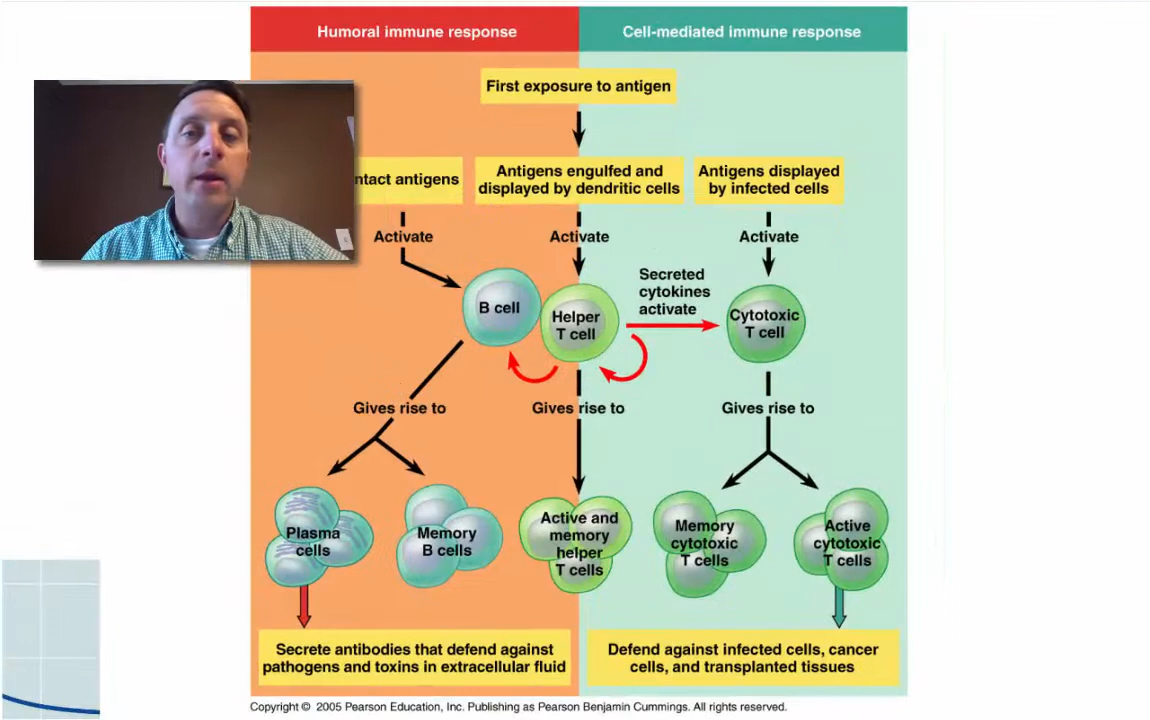 Humoral immune response
Cell-mediated immune response
First exposure to antigen
ntact antigens
Antigens engulfed and
displayed by dendritic cells
Antigens displayed
by infected cells
Activate
Activate
Activate
B cell
Helper
T cell
Secreted
cytokines
activate
Cytotoxic
T cell
Gives rise to
Gives rise to
Gives rise to
Plasma
cells
Memory
B cells
Active and
memory
helper
T cells
Memory
cytotoxic
T cells
Active
cytotoxic
T cells
Secrete antibodies that defend against
pathogens and toxins in extracellular fluid
Defend against infected cells, cancer
cells, and transplanted tissues
Copyright © 2005 Pearson Education, Inc. Publishing as Pearson Benjamin Cummings. All rights reserved.